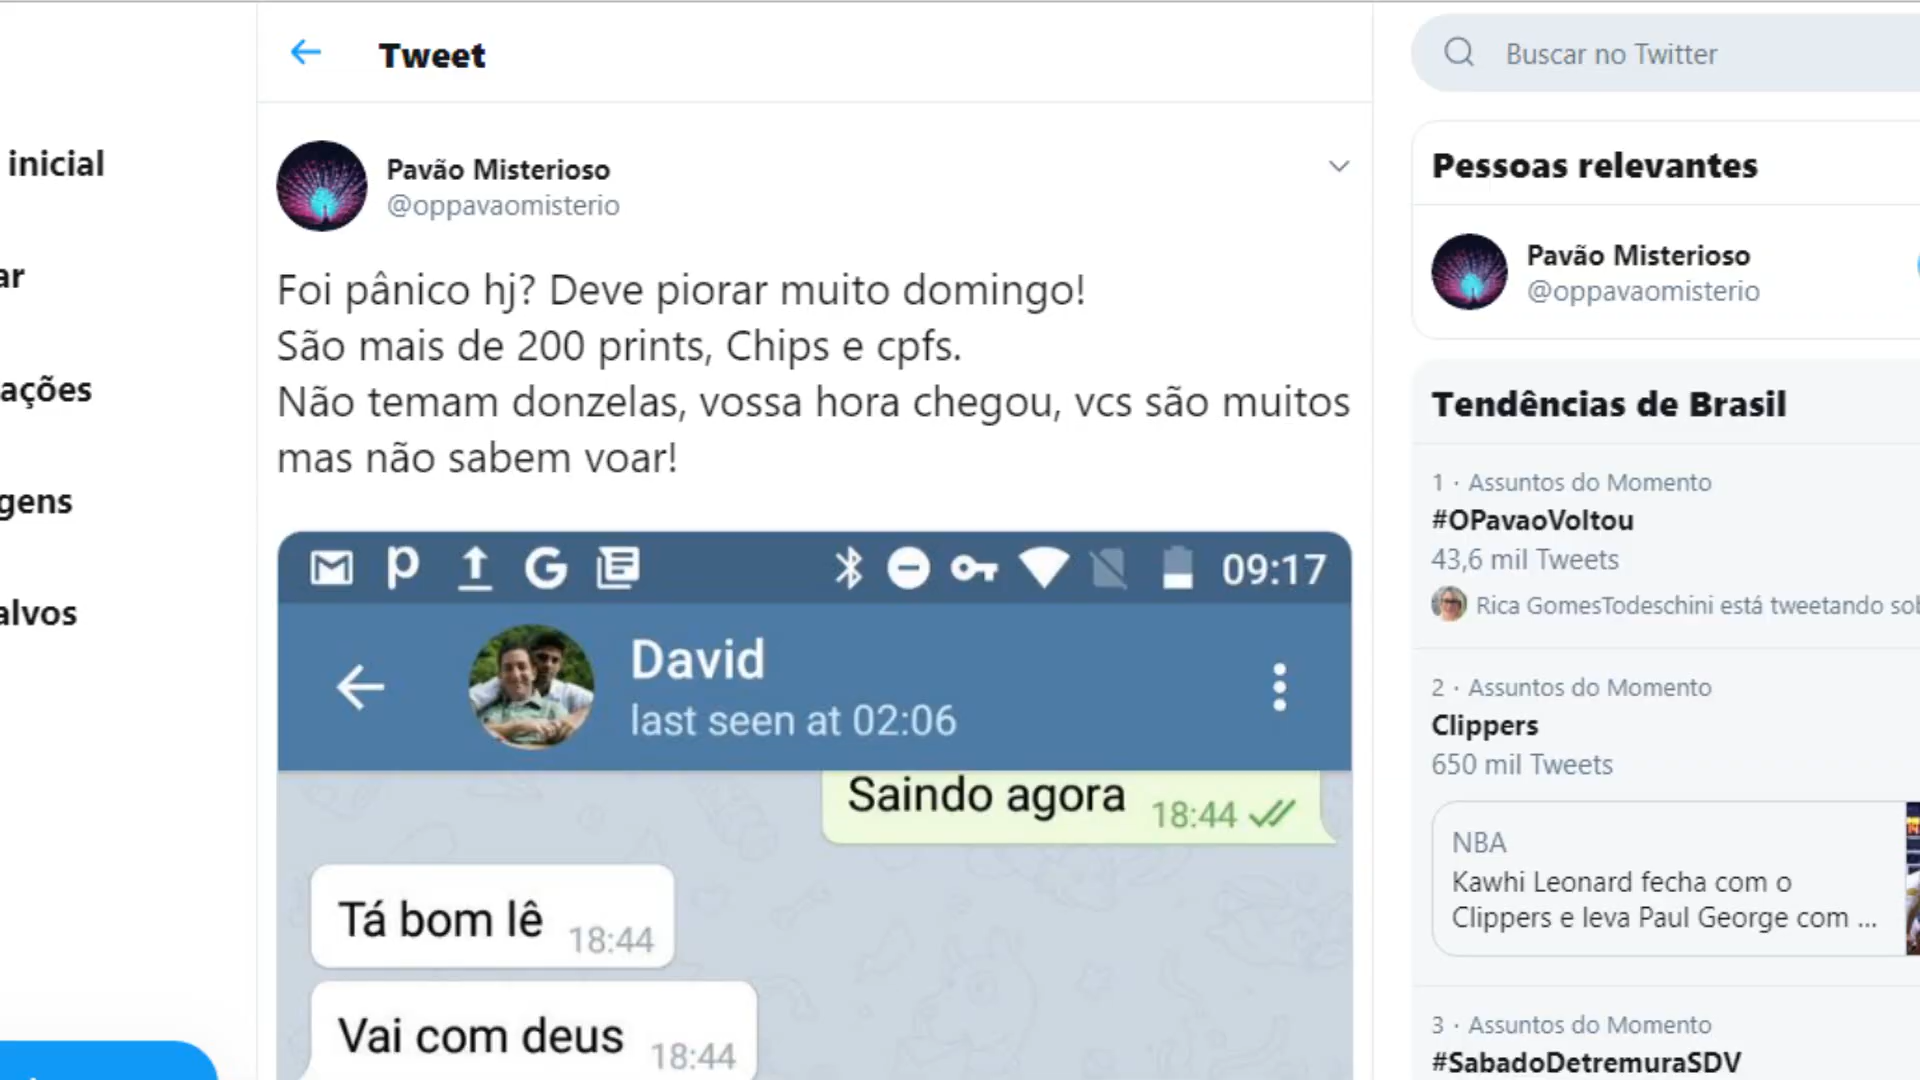 inicial
ar
ações
gens
alvos
Tweet
Pavão Misterioso
@oppavaomisterio
Foi pânico hj? Deve piorar muito domingo!
São mais de 200 prints, Chips e cpfs.
Não temam donzelas, vossa hora chegou, vcs são muitos
mas não sabem voar!
09:17
David
last seen at 02:06
Saindo agora 18:44
Tá bom lê 18:44
Vai com deus 18:44
Buscar no Twitter
Pessoas relevantes
Pavão Misterioso
@oppavaomisterio
Tendências de Brasil
1 · Assuntos do Momento
#OPavaoVoltou
43,6 mil Tweets
Rica GomesTodeschini está tweetando sob
2 · Assuntos do Momento
Clippers
650 mil Tweets
NBA
Kawhi Leonard fecha com o
Clippers e leva Paul George com ...
3 · Assuntos do Momento
#SabadoDetremuraSDV